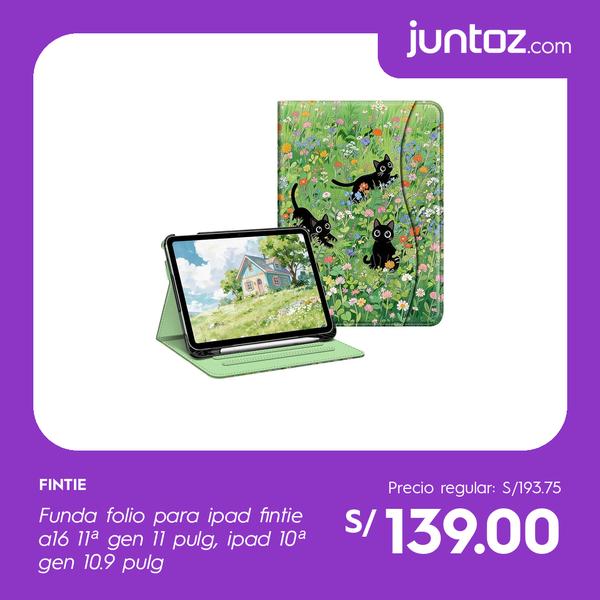 juntoz.com
FINTIE
Funda folio para ipad fintie
a16 11ª gen 11 pulg, ipad 10ª
gen 10.9 pulg
Precio regular: S/193.75
S/139.00